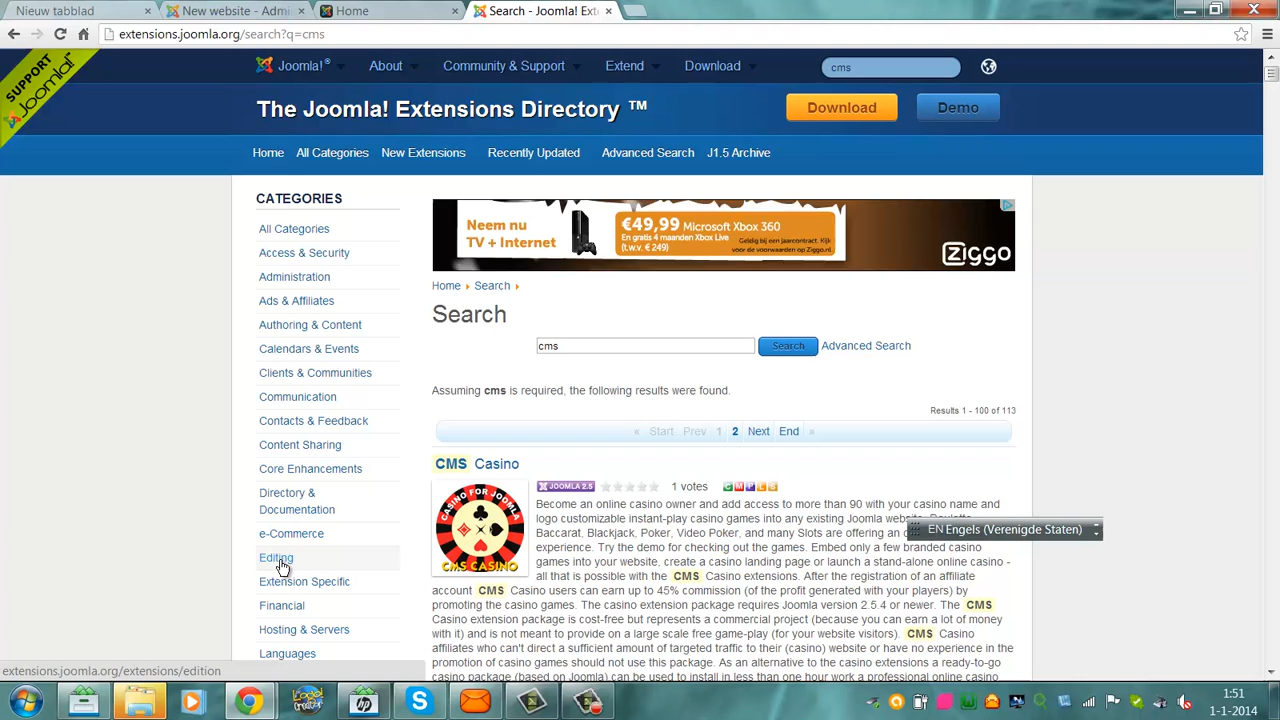 Nieuw tabblad
New website - Admi
Home
Search - Joomla! Ext
extensions.joomla.org/search?q=cms
SUPPORT
Joomla!
Joomla!®
About
Community & Support
Extend
Download
cms
The Joomla! Extensions Directory ™
Download
Demo
Home
All Categories
New Extensions
Recently Updated
Advanced Search
J1.5 Archive
CATEGORIES
All Categories
Access & Security
Administration
Ads & Affiliates
Authoring & Content
Calendars & Events
Clients & Communities
Communication
Contacts & Feedback
Content Sharing
Core Enhancements
Directory &
Documentation
e-Commerce
Editing
Extension Specific
Financial
Hosting & Servers
Languages
Neem nu
TV + Internet
€49,99 Microsoft Xbox 360
En gratis 4 maanden Xbox Live
(t.w.v. € 249)
Geldig bij een jaarcontract. Kijk
voor de voorwaarden op Ziggo.nl
ziggo
Home
Search
Search
cms
Search
Advanced Search
Assuming cms is required, the following results were found.
Results 1 - 100 of 113
« Start Prev 1 2 Next End »
CMS Casino
CASINO FOR JOOMLA
CMS CASINO
JOOMLA 2.5
1 votes
C M P L S
Become an online casino owner and add access to more than 90 with your casino name and
logo customizable instant-play casino games into any existing Joomla website. Roulette
Baccarat, Blackjack, Poker, Video Poker, and many Slots are offering an
experience. Try the demo for checking out the games. Embed only a few branded casino
games into your website, create a casino landing page or launch a stand-alone online casino -
all that is possible with the CMS Casino extensions. After the registration of an affiliate
account CMS Casino users can earn up to 45% commission (of the profit generated with your players) by
promoting the casino games. The casino extension package requires Joomla version 2.5.4 or newer. The CMS
Casino extension package is cost-free but represents a commercial project (because you can earn a lot of money
with it) and is not meant to provide on a large scale free game-play (for your website visitors). CMS Casino
affiliates who can't direct a sufficient amount of targeted traffic to their (casino) website or have no experience in the
promotion of casino games should not use this package. As an alternative to the casino extensions a ready-to-go
casino package (based on Joomla) can be used to install in less than one hour work a professional online casino
EN Engels (Verenigde Staten)
extensions.joomla.org/extensions/edition
hp
1:51
1-1-2014